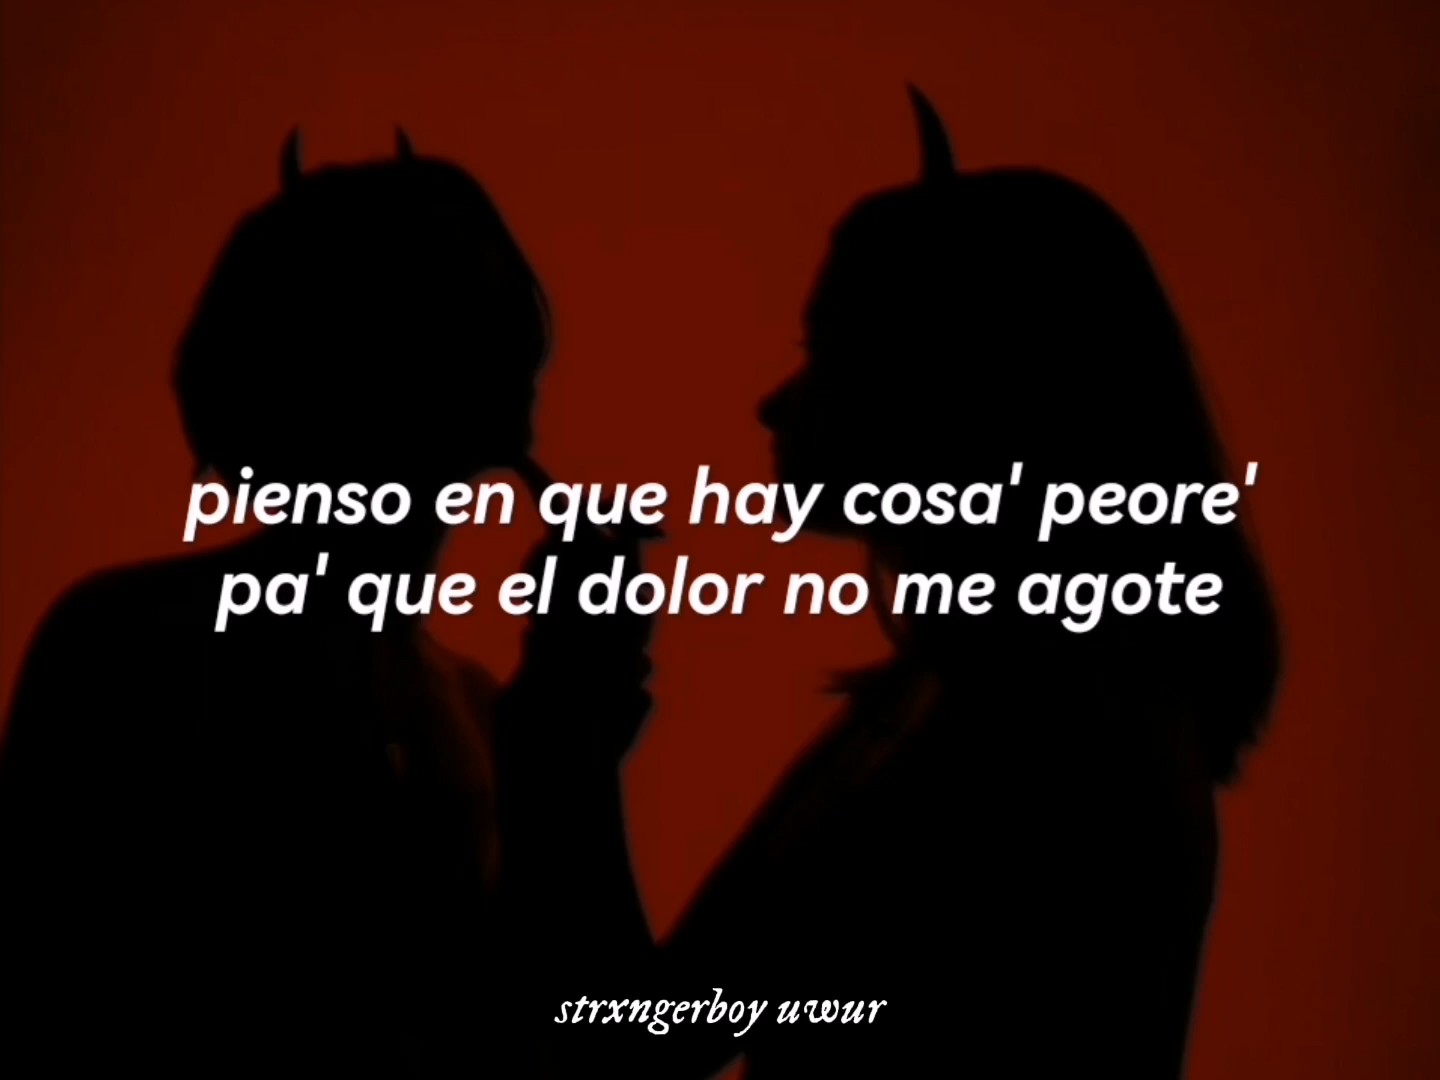 pienso en que hay cosa' peore'
pa' que el dolor no me agote
strxngerboy uwur